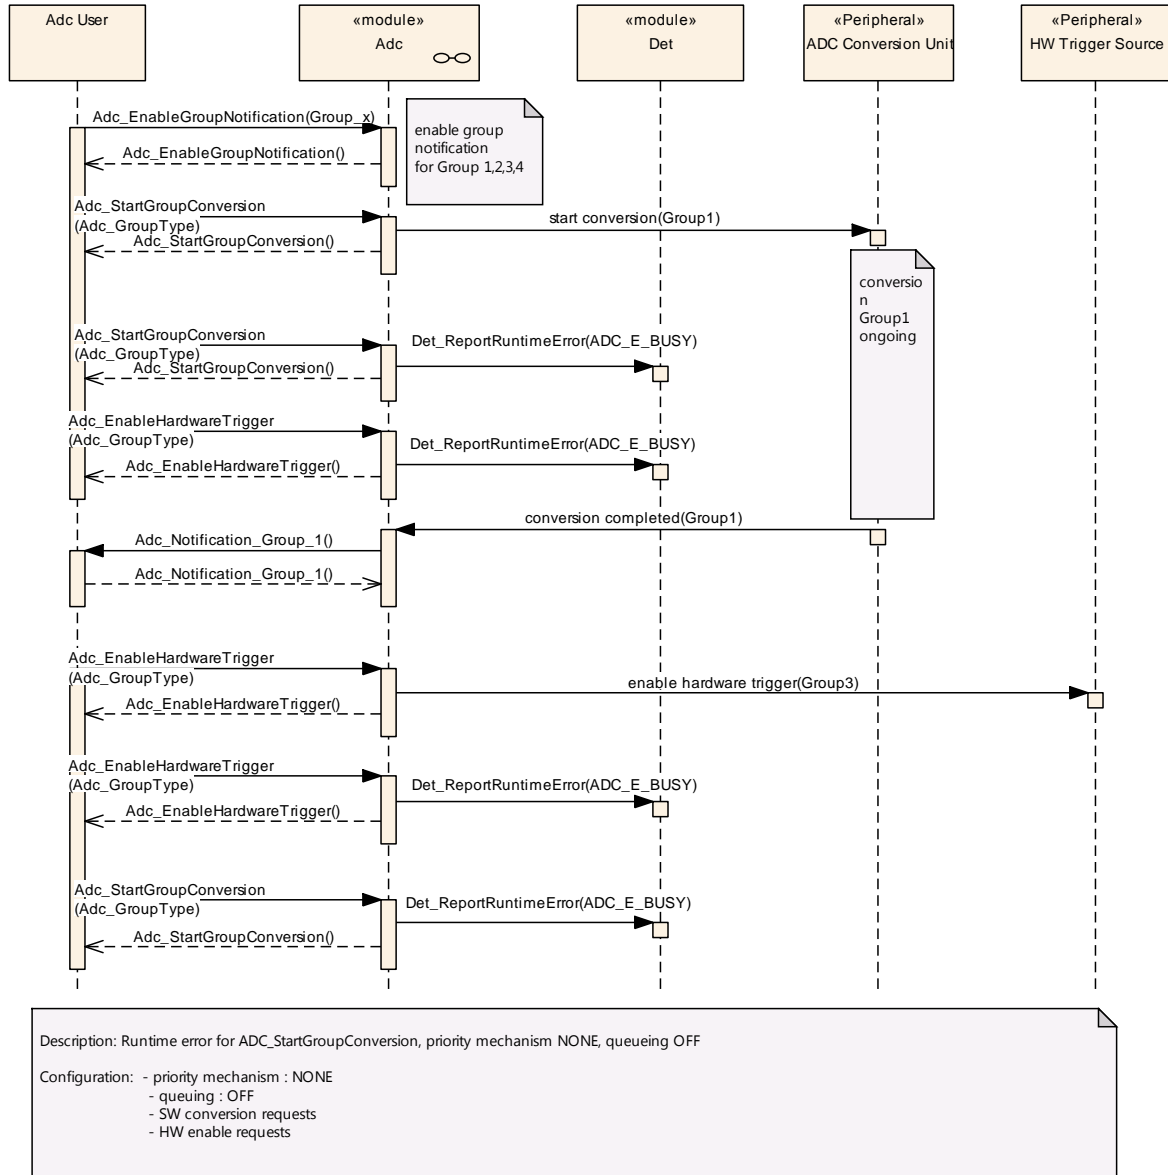 Adc User
«module»
Adc
«module»
Det
«Peripheral»
ADC Conversion Unit
«Peripheral»
HW Trigger Source
Adc_EnableGroupNotification(Group_x)
enable group
notification
for Group 1,2,3,4
Adc_EnableGroupNotification()
Adc_StartGroupConversion
(Adc_GroupType)
start conversion(Group1)
Adc_StartGroupConversion()
conversio
n
Group1
ongoing
Adc_StartGroupConversion
(Adc_GroupType)
Det_ReportRuntimeError(ADC_E_BUSY)
Adc_StartGroupConversion()
Adc_EnableHardwareTrigger
(Adc_GroupType)
Det_ReportRuntimeError(ADC_E_BUSY)
Adc_EnableHardwareTrigger()
conversion completed(Group1)
Adc_Notification_Group_1()
Adc_Notification_Group_1()
Adc_EnableHardwareTrigger
(Adc_GroupType)
enable hardware trigger(Group3)
Adc_EnableHardwareTrigger()
Adc_EnableHardwareTrigger
(Adc_GroupType)
Det_ReportRuntimeError(ADC_E_BUSY)
Adc_EnableHardwareTrigger()
Adc_StartGroupConversion
(Adc_GroupType)
Det_ReportRuntimeError(ADC_E_BUSY)
Adc_StartGroupConversion()
Description: Runtime error for ADC_StartGroupConversion, priority mechanism NONE, queueing OFF
Configuration: - priority mechanism : NONE
- queuing : OFF
- SW conversion requests
- HW enable requests